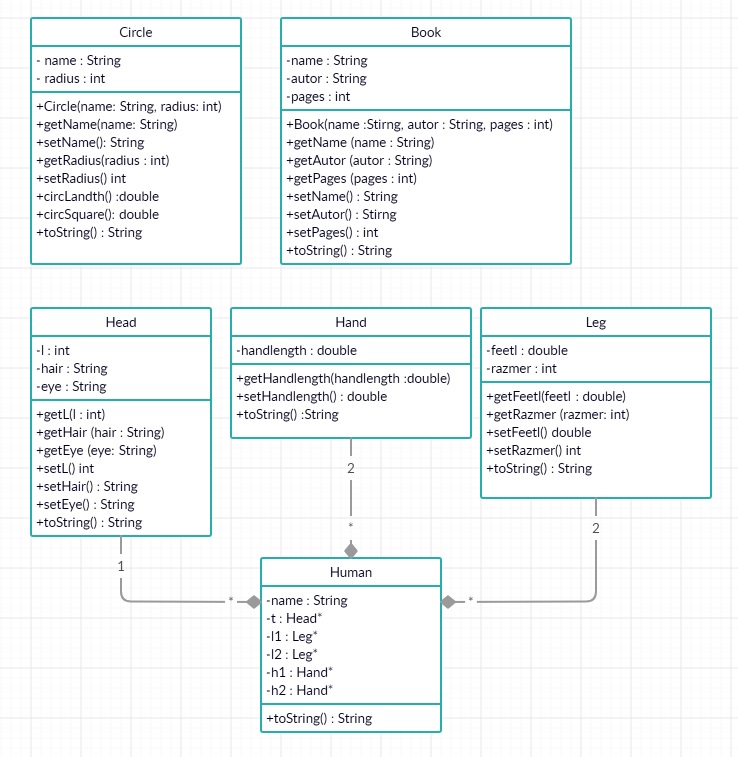 Circle
- name : String
- radius : int
+Circle(name: String, radius: int)
+getName(name: String)
+setName(): String
+getRadius(radius : int)
+setRadius() int
+circLandth() :double
+circSquare(): double
+toString() : String
Book
-name : String
-autor : String
-pages : int
+Book(name :Stirng, autor : String, pages : int)
+getName (name : String)
+getAutor (autor : String)
+getPages (pages : int)
+setName() : String
+setAutor() : Stirng
+setPages() : int
+toString() : String
Head
-l : int
-hair : String
-eye : String
+getL(l : int)
+getHair (hair : String)
+getEye (eye: String)
+setL() int
+setHair() : String
+setEye() : String
+toString() : String
Hand
-handlength : double
+getHandlength(handlength :double)
+setHandlength() : double
+toString() :String
Leg
-feetl : double
-razmer : int
+getFeetl(feetl : double)
+getRazmer (razmer: int)
+setFeetl() double
+setRazmer() int
+toString() : String
1
*
2
*
2
*
Human
-name : String
-t : Head*
-l1 : Leg*
-l2 : Leg*
-h1 : Hand*
-h2 : Hand*
+toString() : String